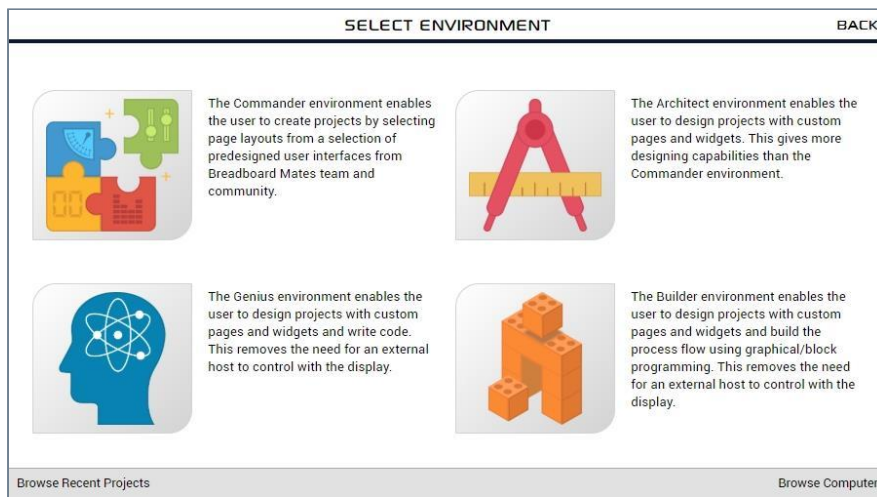 SELECT ENVIRONMENT
BACK
The Commander environment enables
the user to create projects by selecting
page layouts from a selection of
predesigned user interfaces from
Breadboard Mates team and
community.
The Architect environment enables the
user to design projects with custom
pages and widgets. This gives more
designing capabilities than the
Commander environment.
The Genius environment enables the
user to design projects with custom
pages and widgets and write code.
This removes the need for an external
host to control with the display.
The Builder environment enables the
user to design projects with custom
pages and widgets and build the
process flow using graphical/block
programming. This removes the need
for an external host to control with the
display.
Browse Recent Projects
Browse Computer